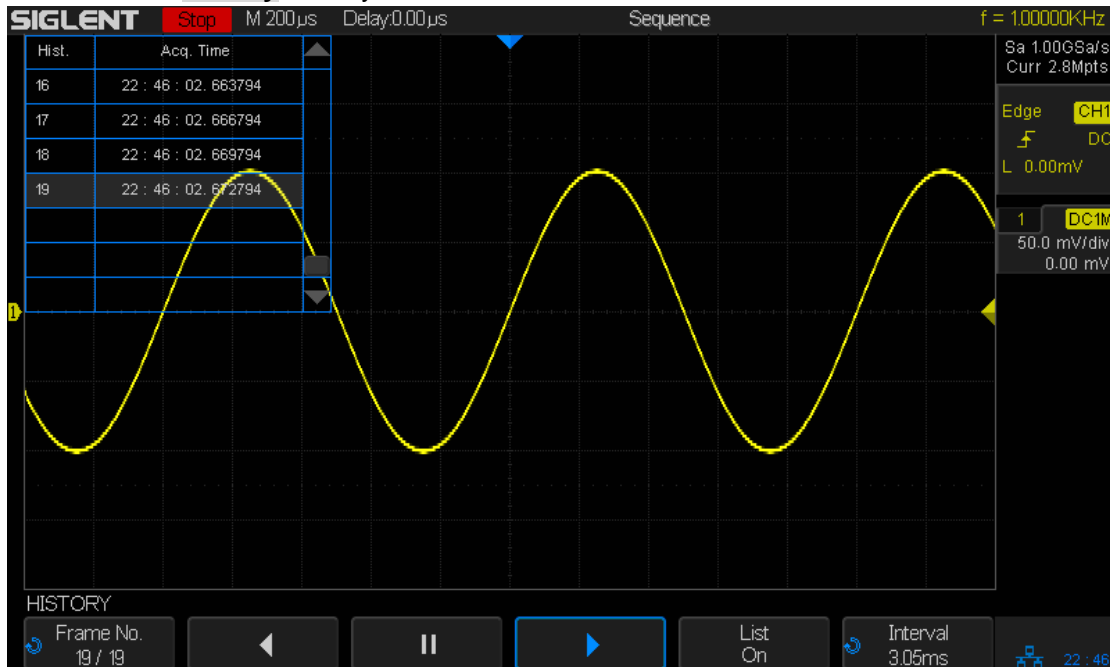 SIGLENT Stop M 200µs Delay:0.00µs Sequence f = 1.00000KHz
Sa 1.00GSa/s
Curr 2.8Mpts
Hist. Acq. Time
16 22 : 46 : 02. 663794
17 22 : 46 : 02. 666794
18 22 : 46 : 02. 669794
19 22 : 46 : 02. 672794
Edge CH1
DC
L 0.00mV
1 DC1M
50.0 mV/div
0.00 mV
1
HISTORY
Frame No.
19 / 19
List
On
Interval
3.05ms
22 : 46